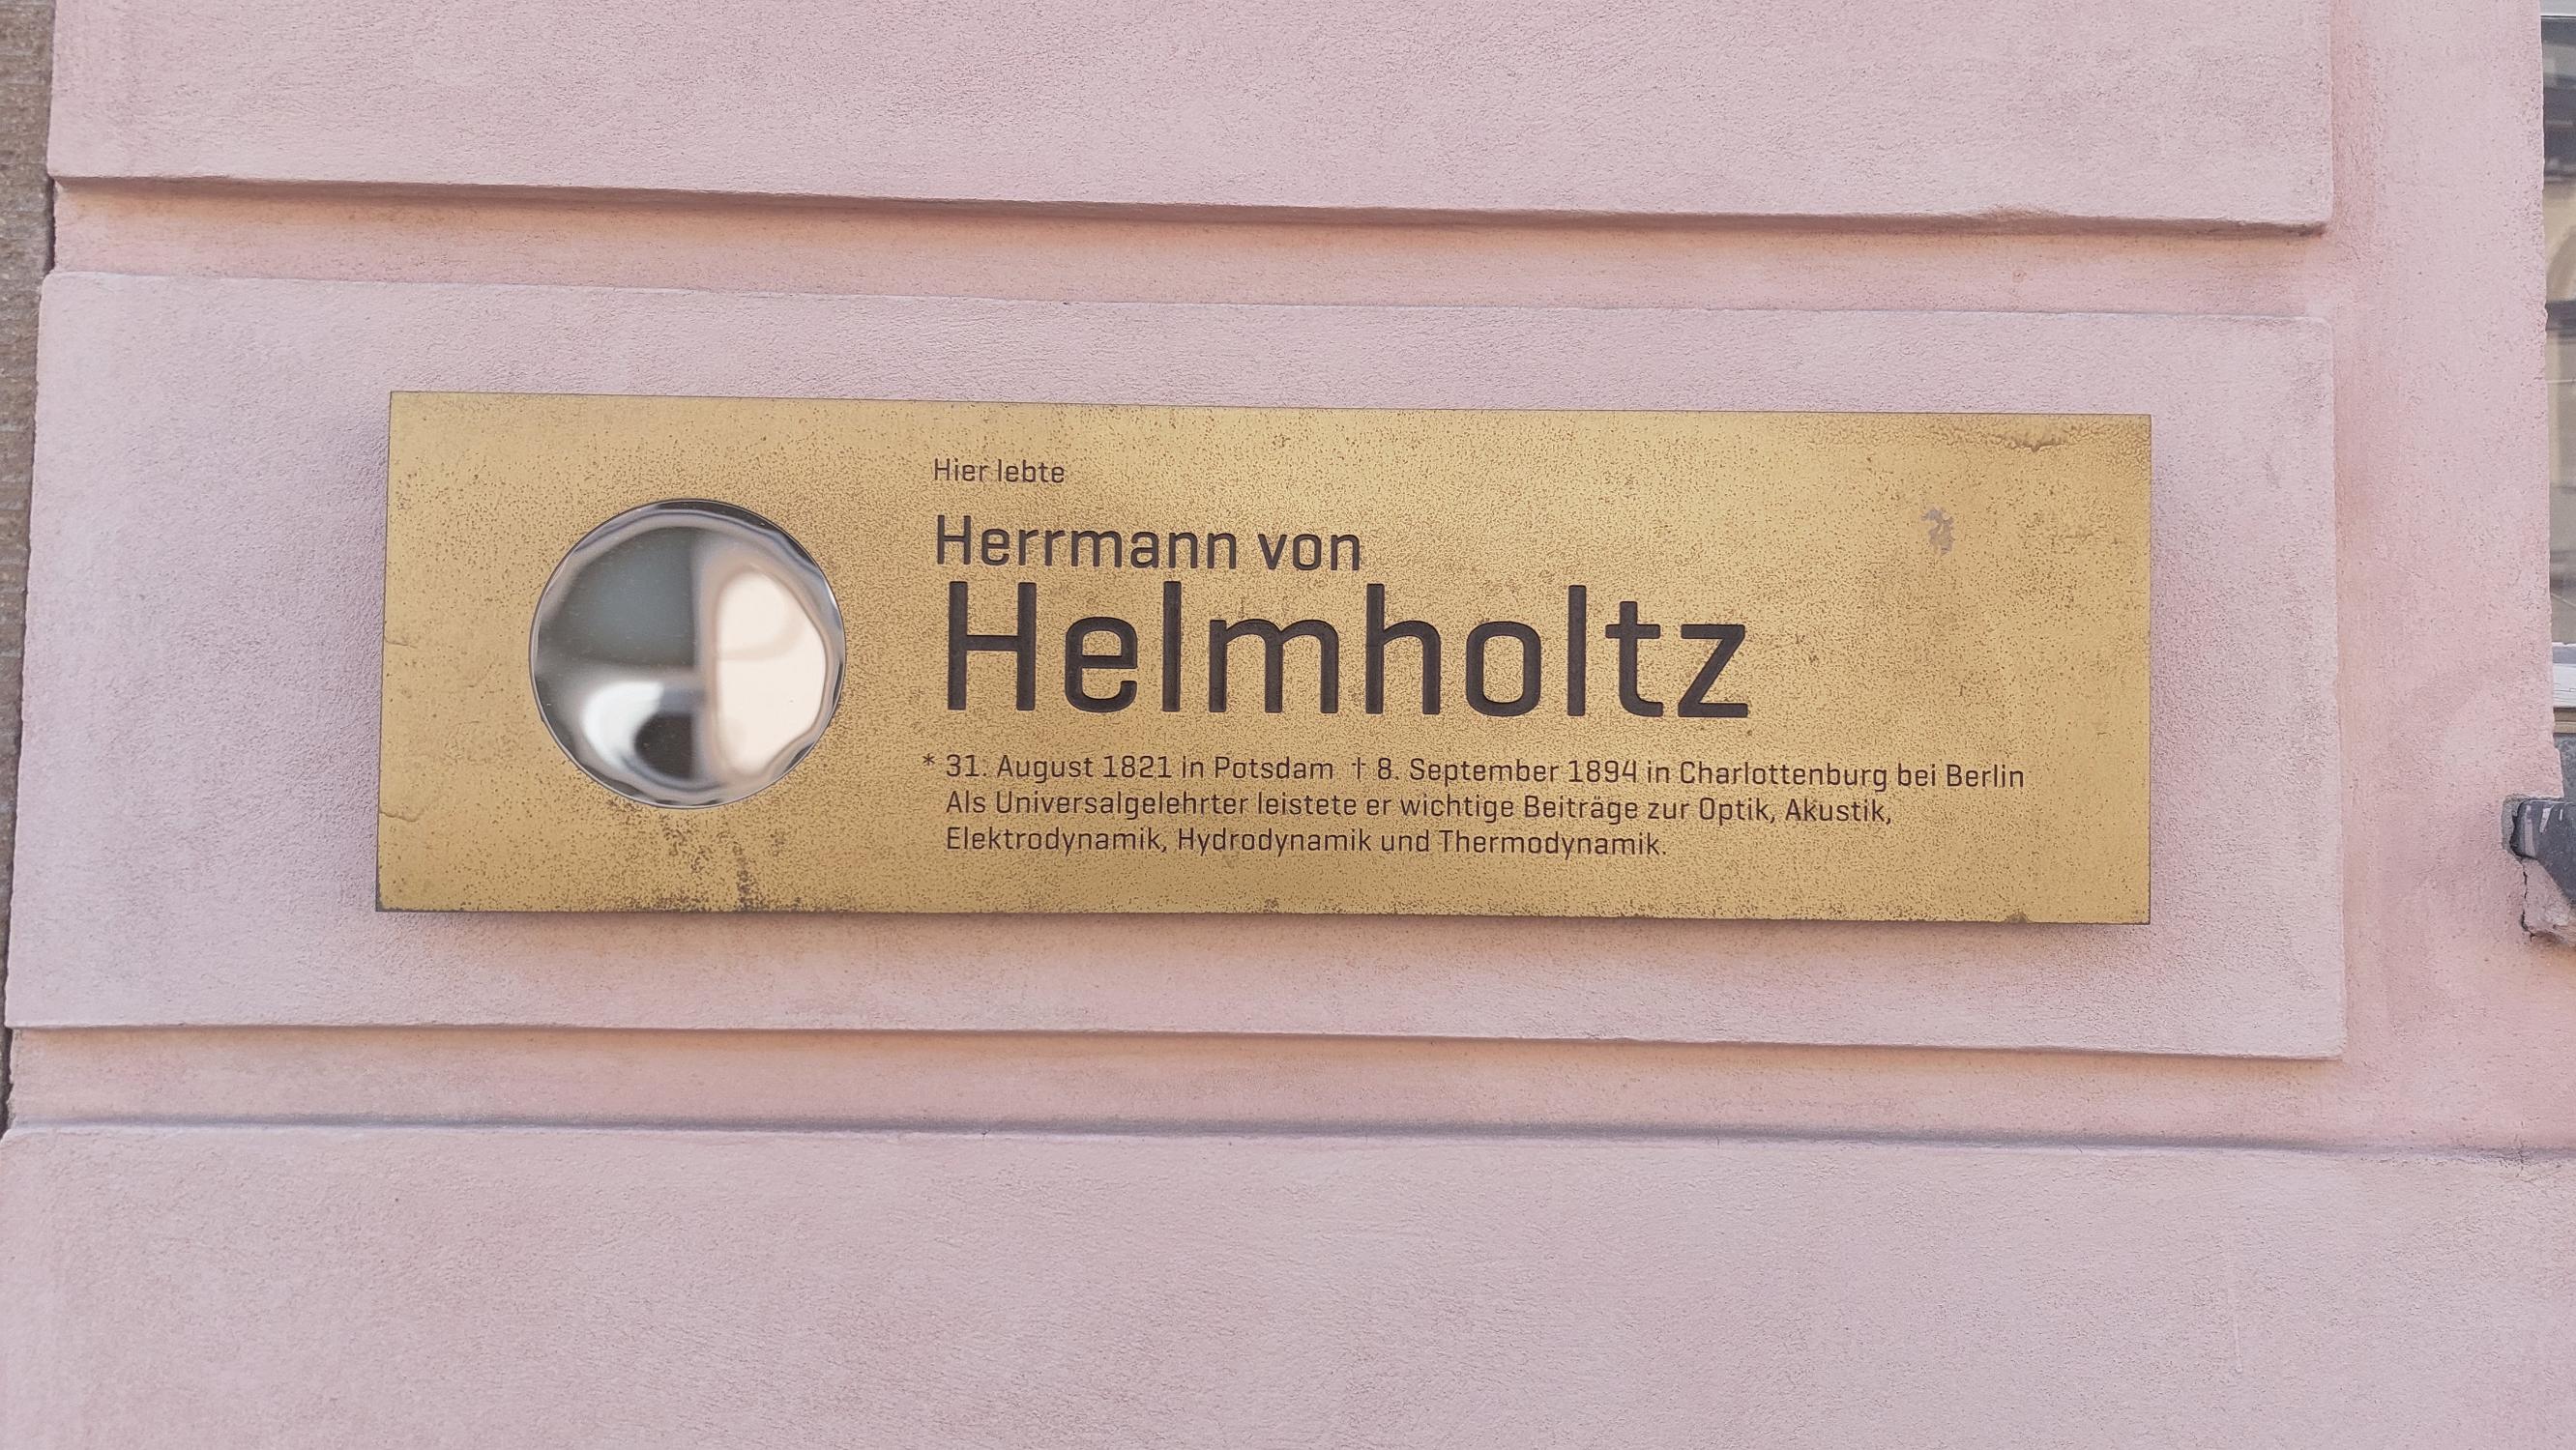 Hier lebte
Herrmann von
Helmholtz
* 31. August 1821 in Potsdam † 8. September 1894 in Charlottenburg bei Berlin
Als Universalgelehrter leistete er wichtige Beiträge zur Optik, Akustik,
Elektrodynamik, Hydrodynamik und Thermodynamik.